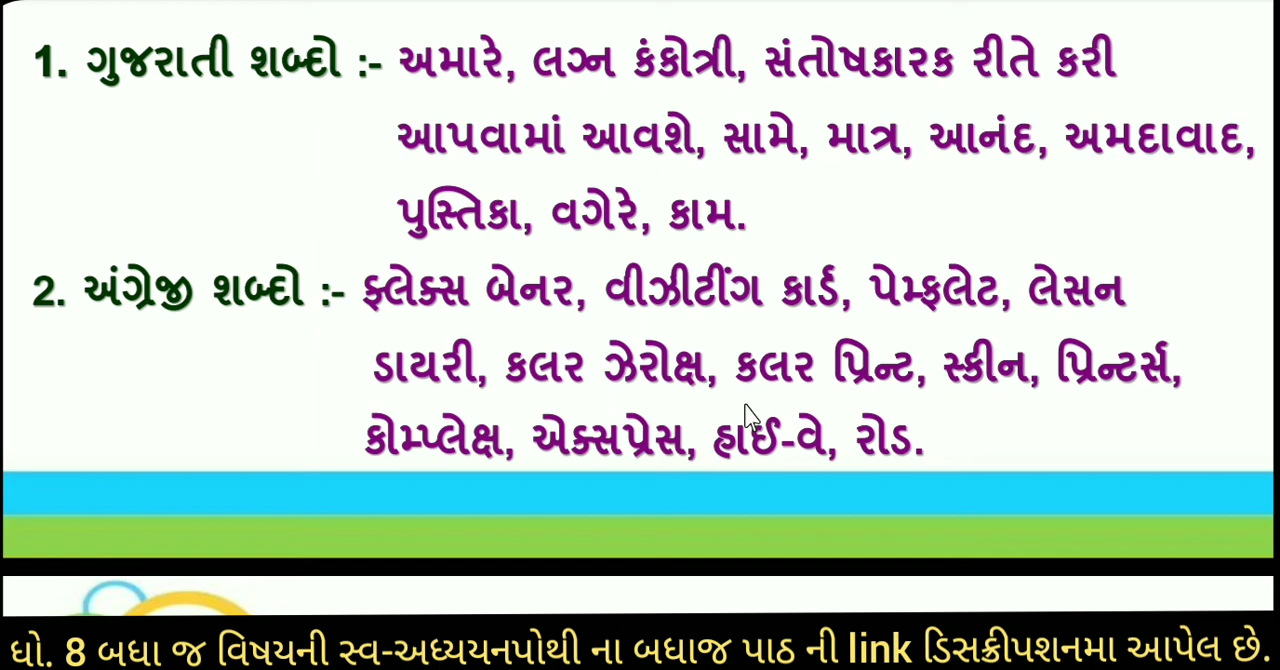 1. ગુજરાતી શબ્દો :- અમારે, લગ્ન કંકોત્રી, સંતોષકારક રીતે કરી
આપવામાં આવશે, સામે, માત્ર, આનંદ, અમદાવાદ,
પુસ્તિકા, વગેરે, કામ.
2. અંગ્રેજી શબ્દો :- ફ્લેક્સ બેનર, વીઝીટીંગ કાર્ડ, પેમ્ફલેટ, લેસન
ડાયરી, કલર ઝેરોક્ષ, કલર પ્રિન્ટ, સ્ક્રીન, પ્રિન્ટર્સ,
કોમ્પ્લેક્ષ, એક્સપ્રેસ, હાઈ-વે, રોડ.
ધો. 8 બધા જ વિષયની સ્વ-અધ્યયનપોથી ના બધાજ પાઠ ની link ડિસક્રીપશનમા આપેલ છે.